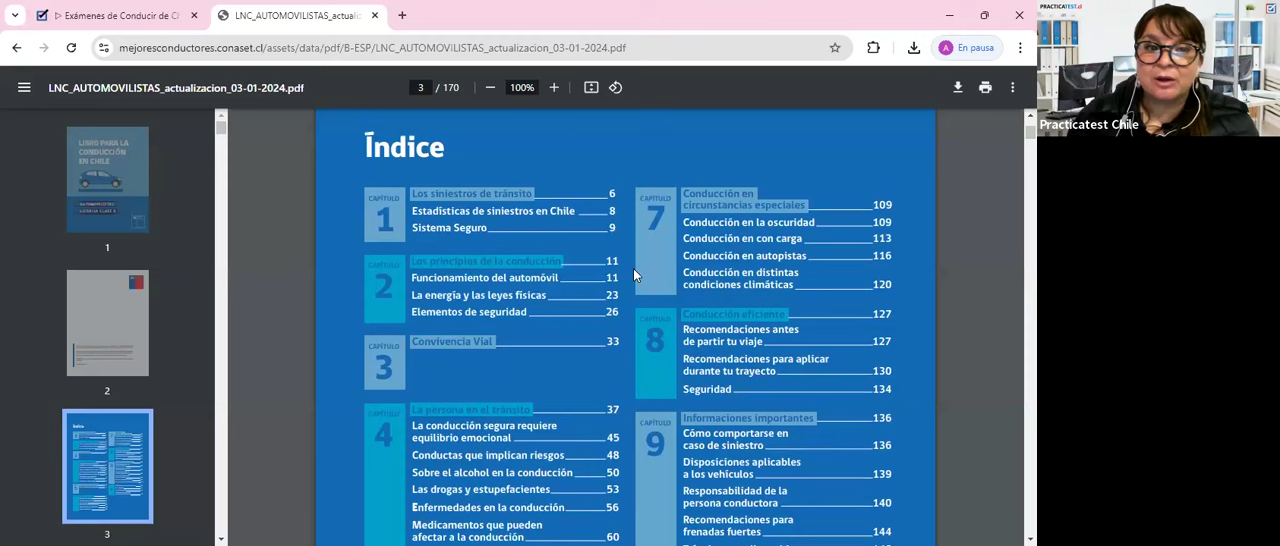 Exámenes de Conducir de Cl
LNC_AUTOMOVILISTAS_actualiza
mejoresconductores.conaset.cl/assets/data/pdf/B-ESP/LNC_AUTOMOVILISTAS_actualizacion_03-01-2024.pdf
A En pausa
LNC_AUTOMOVILISTAS_actualizacion_03-01-2024.pdf
3 / 170
100%
LIBRO PARA LA
CONDUCCIÓN
EN CHILE
1
2
3
Índice
CAPÍTULO
1
Los siniestros de tránsito 6
Estadísticas de siniestros en Chile 8
Sistema Seguro 9
CAPÍTULO
2
Los principios de la conducción 11
Funcionamiento del automóvil 11
La energía y las leyes físicas 23
Elementos de seguridad 26
CAPÍTULO
3
Convivencia Vial 33
CAPÍTULO
4
La persona en el tránsito 37
La conducción segura requiere
equilibrio emocional 45
Conductas que implican riesgos 48
Sobre el alcohol en la conducción 50
Las drogas y estupefacientes 53
Enfermedades en la conducción 56
Medicamentos que pueden
afectar a la conducción 60
CAPÍTULO
7
Conducción en
circunstancias especiales 109
Conducción en la oscuridad 109
Conducción en con carga 113
Conducción en autopistas 116
Conducción en distintas
condiciones climáticas 120
CAPÍTULO
8
Conducción eficiente 127
Recomendaciones antes
de partir tu viaje 127
Recomendaciones para aplicar
durante tu trayecto 130
Seguridad 134
CAPÍTULO
9
Informaciones importantes 136
Cómo comportarse en
caso de siniestro 136
Disposiciones aplicables
a los vehículos 139
Responsabilidad de la
persona conductora 140
Recomendaciones para
frenadas fuertes 144
PRACTICATEST.cl
Practicatest Chile